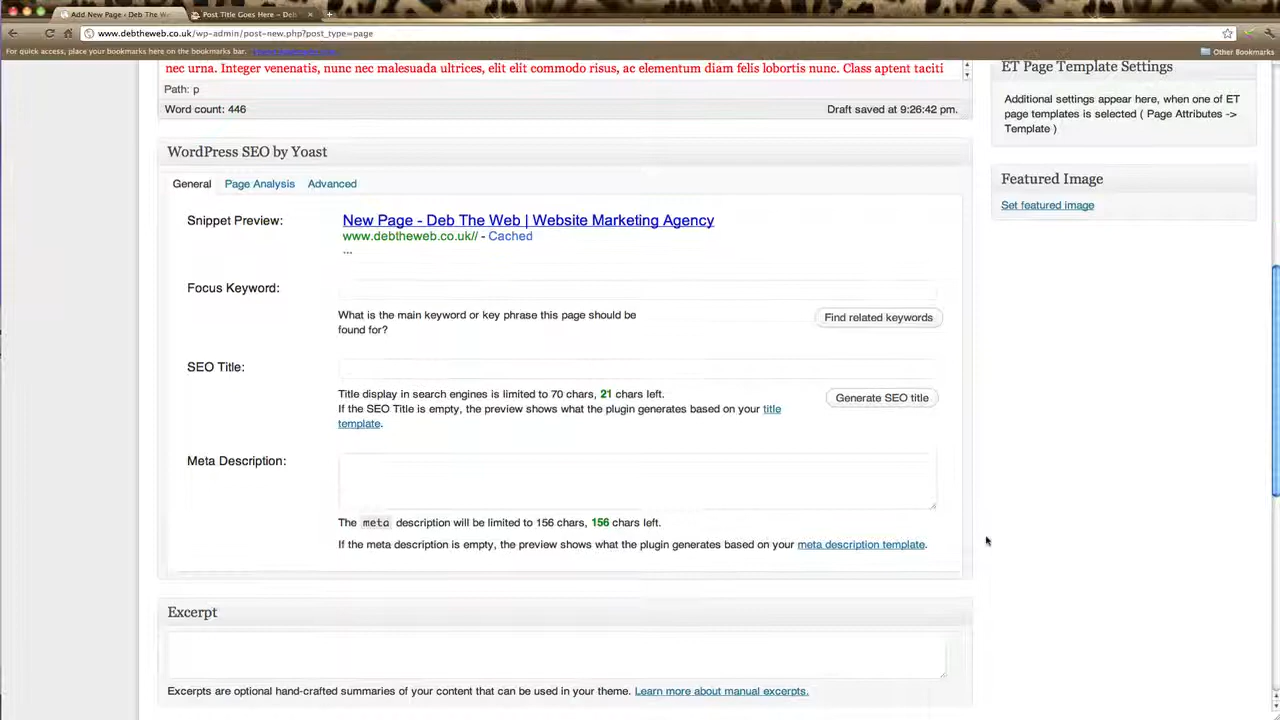 Add New Page ‹ Deb The W
Post Title Goes Here – Deb
www.debtheweb.co.uk/wp-admin/post-new.php?post_type=page
For quick access, place your bookmarks here on the bookmarks bar.
Other Bookmarks
nec urna. Integer venenatis, nunc nec malesuada ultrices, elit elit commodo risus, ac elementum diam felis lobortis nunc. Class aptent taciti
Path: p
Word count: 446
Draft saved at 9:26:42 pm.
ET Page Template Settings
Additional settings appear here, when one of ET
page templates is selected ( Page Attributes ->
Template )
Featured Image
Set featured image
WordPress SEO by Yoast
General Page Analysis Advanced
Snippet Preview:
New Page - Deb The Web | Website Marketing Agency
www.debtheweb.co.uk// - Cached
...
Focus Keyword:
What is the main keyword or key phrase this page should be
found for?
Find related keywords
SEO Title:
Title display in search engines is limited to 70 chars, 21 chars left.
If the SEO Title is empty, the preview shows what the plugin generates based on your title
template.
Generate SEO title
Meta Description:
The meta description will be limited to 156 chars, 156 chars left.
If the meta description is empty, the preview shows what the plugin generates based on your meta description template.
Excerpt
Excerpts are optional hand-crafted summaries of your content that can be used in your theme. Learn more about manual excerpts.